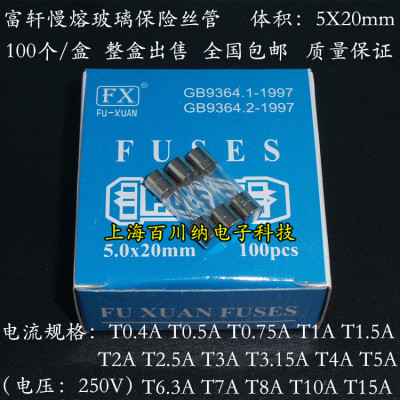 富轩慢熔玻璃保险丝管 体积：5X20mm
100个/盒 整盒出售 全国包邮 质量保证
FX
FU-XUAN
GB9364.1-1997
GB9364.2-1997
FUSES
上海百川纳电子科技
5.0x20mm 100pcs
FU XUAN FUSES
电流规格：T0.4A T0.5A T0.75A T1A T1.5A
T2A T2.5A T3A T3.15A T4A T5A
（电压：250V）T6.3A T7A T8A T10A T15A